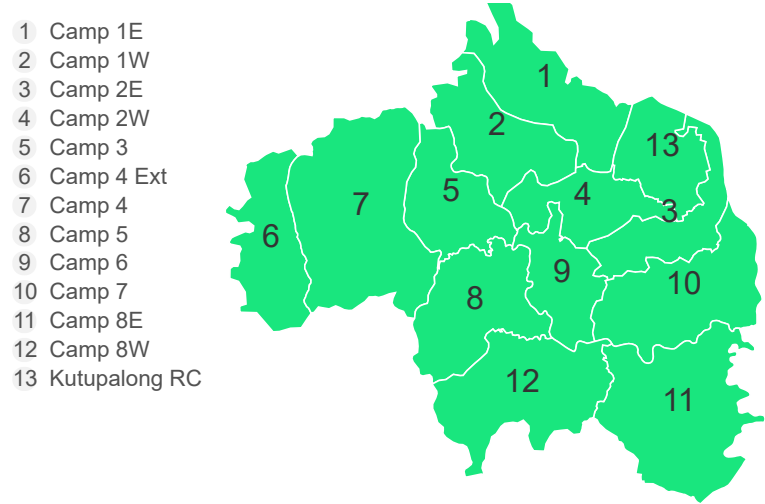 1 Camp 1E
2 Camp 1W
3 Camp 2E
4 Camp 2W
5 Camp 3
6 Camp 4 Ext
7 Camp 4
8 Camp 5
9 Camp 6
10 Camp 7
11 Camp 8E
12 Camp 8W
13 Kutupalong RC
1
2
13
4
5
7
3
6
9
10
8
12
11